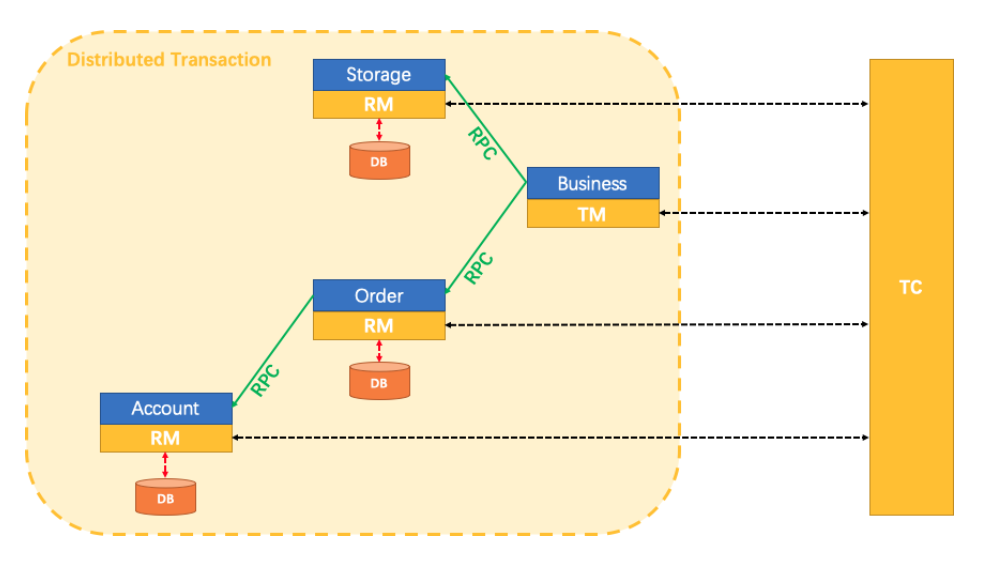 Distributed Transaction
Storage
RM
DB
RPC
Business
TM
RPC
Order
RM
DB
RPC
Account
RM
DB
TC